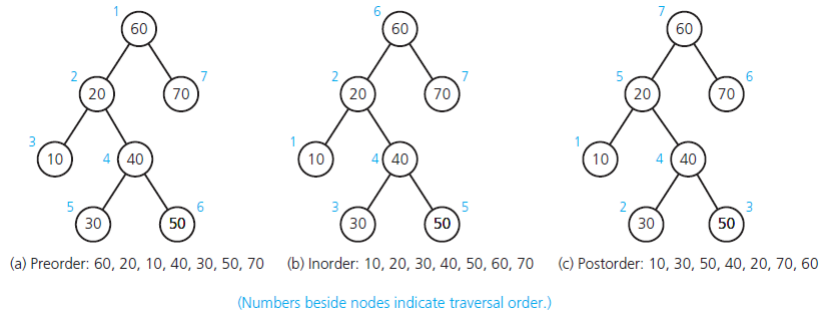 1 6 7
60 60 60
2 7 2 7 5 6
20 70 20 70 20 70
3 1 1
10 4 40 10 4 40 10 4 40
5 6 3 5 2 3
30 50 30 50 30 50
(a) Preorder: 60, 20, 10, 40, 30, 50, 70 (b) Inorder: 10, 20, 30, 40, 50, 60, 70 (c) Postorder: 10, 30, 50, 40, 20, 70, 60
(Numbers beside nodes indicate traversal order.)